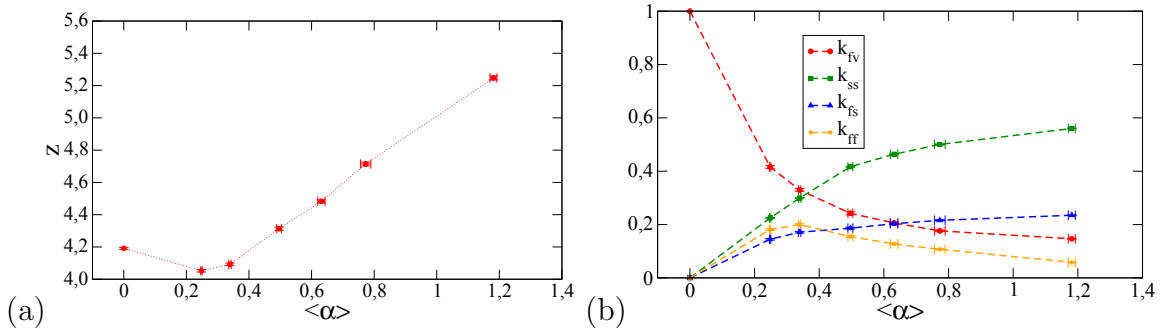 5,6
5,4
5,2
5,0
4,8
4,6
4,4
4,2
4,0
z
0 0,2 0,4 0,6 0,8 1 1,2 1,4
<α>
(a)
1
0,8
0,6
0,4
0,2
0
k_fv
k_ss
k_fs
k_ff
0 0,2 0,4 0,6 0,8 1 1,2 1,4
<α>
(b)